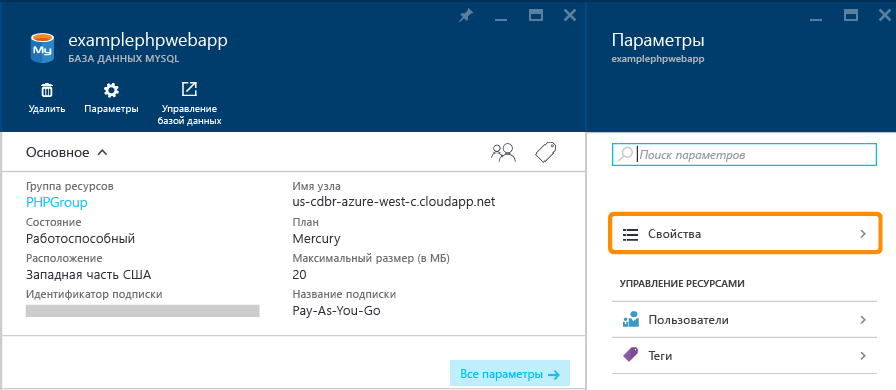 examplephpwebapp
БАЗА ДАННЫХ MYSQL
My
Удалить
Параметры
Управление
базой данных
Основное
Группа ресурсов
PHPGroup
Имя узла
us-cdbr-azure-west-c.cloudapp.net
Состояние
Работоспособный
План
Mercury
Расположение
Западная часть США
Максимальный размер (в МБ)
20
Идентификатор подписки
Название подписки
Pay-As-You-Go
Все параметры
Параметры
examplephpwebapp
Поиск параметров
Свойства
УПРАВЛЕНИЕ РЕСУРСАМИ
Пользователи
Теги